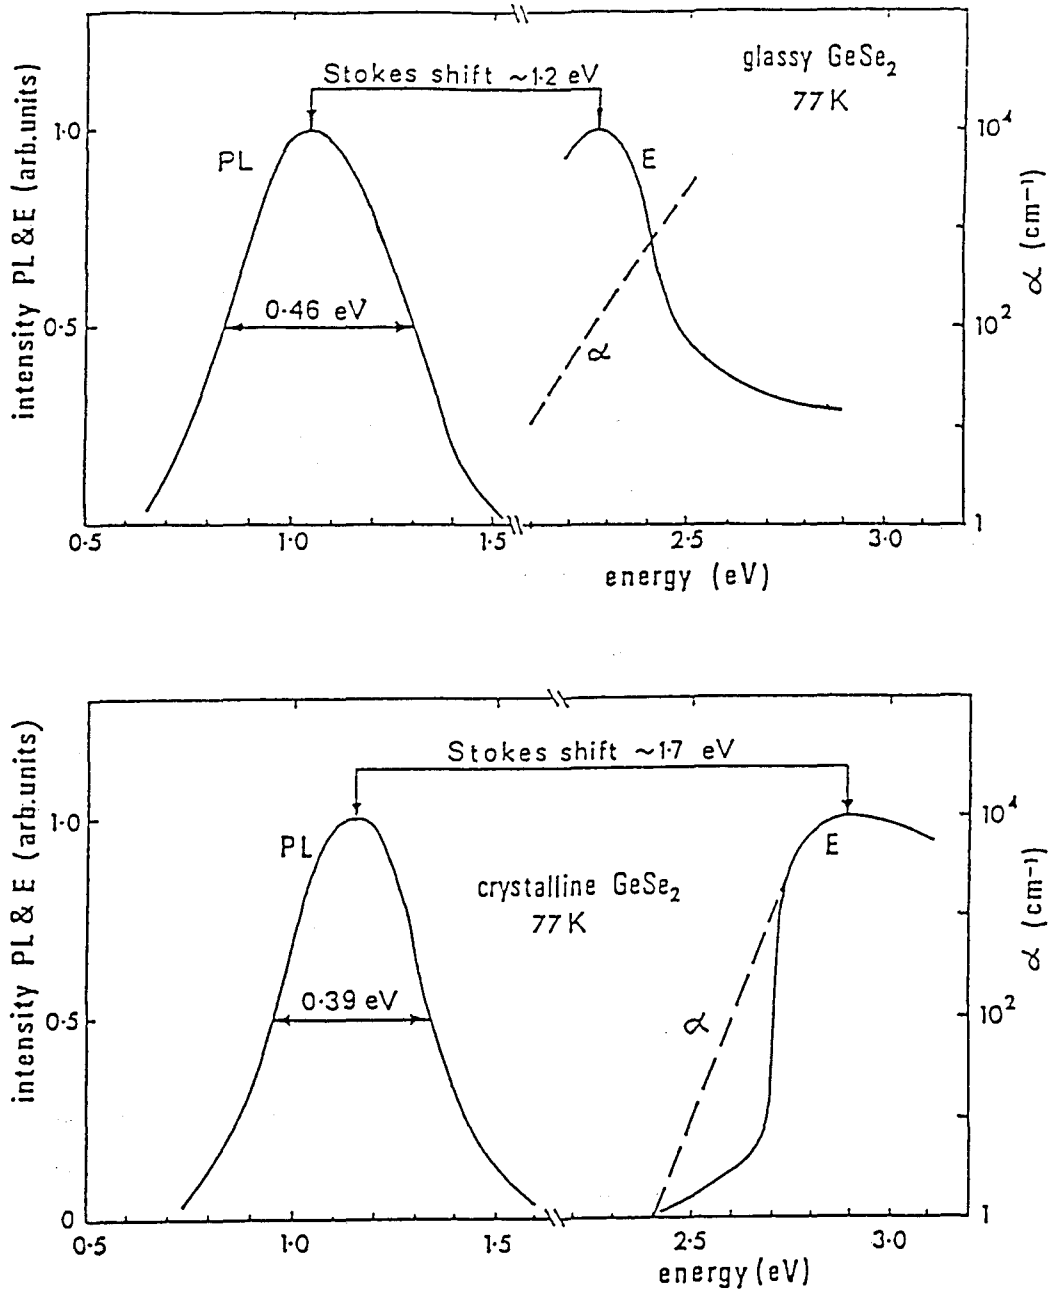 glassy GeSe₂
77K
Stokes shift ~1·2 eV
PL
E
0·46 eV
α
intensity PL & E (arb.units)
1·0
0·5
10⁴
10²
1
α (cm⁻¹)
0·5 1·0 1·5 2·5 3·0
energy (eV)
Stokes shift ~1·7 eV
PL
E
crystalline GeSe₂
77K
0·39 eV
α
intensity PL & E (arb.units)
1·0
0·5
0
10⁴
10²
1
α (cm⁻¹)
0·5 1·0 1·5 2·5 3·0
energy (eV)